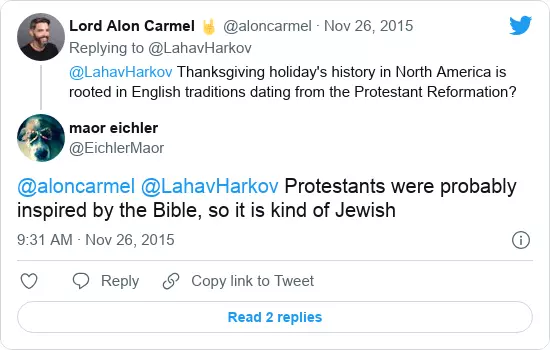 Lord Alon Carmel 🤘 @aloncarmel · Nov 26, 2015
Replying to @LahavHarkov
@LahavHarkov Thanksgiving holiday's history in North America is
rooted in English traditions dating from the Protestant Reformation?
maor eichler
@EichlerMaor
@aloncarmel @LahavHarkov Protestants were probably
inspired by the Bible, so it is kind of Jewish
9:31 AM · Nov 26, 2015
Reply
Copy link to Tweet
Read 2 replies